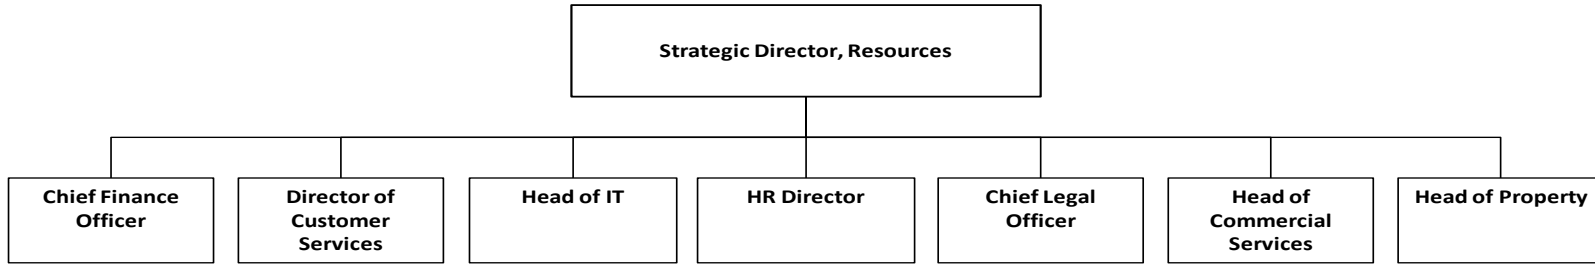 Strategic Director, Resources
Chief Finance
Officer
Director of
Customer
Services
Head of IT
HR Director
Chief Legal
Officer
Head of
Commercial
Services
Head of Property